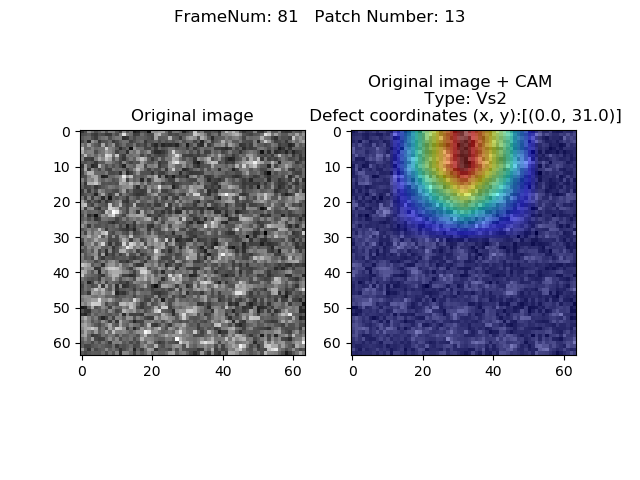 FrameNum: 81   Patch Number: 13
Original image
Original image + CAM
Type: Vs2
Defect coordinates (x, y):[(0.0, 31.0)]
0
10
20
30
40
50
60
0 20 40 60
0
10
20
30
40
50
60
0 20 40 60